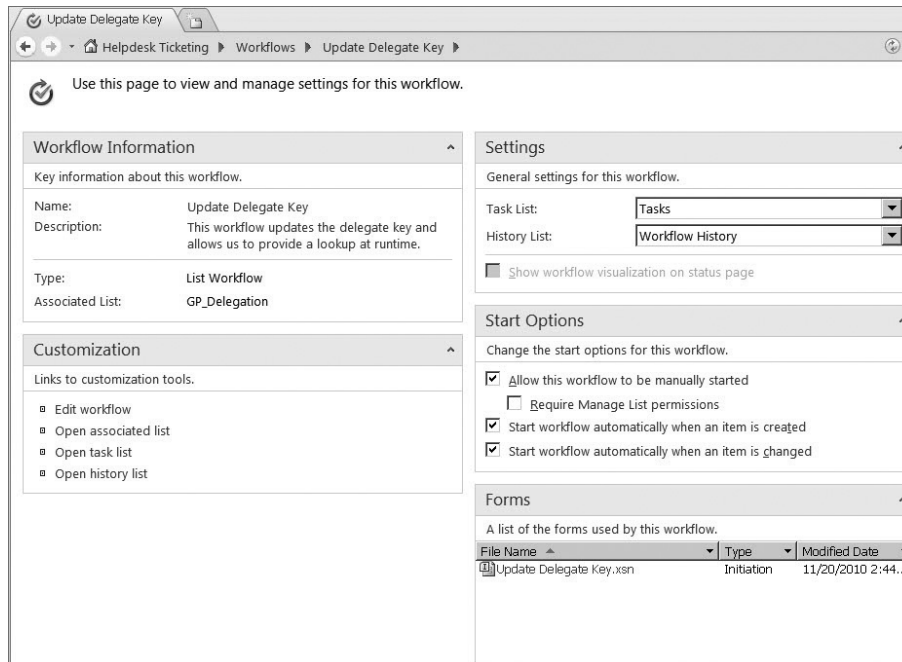 Update Delegate Key
Helpdesk Ticketing Workflows Update Delegate Key
Use this page to view and manage settings for this workflow.
Workflow Information
Key information about this workflow.
Name: Update Delegate Key
Description: This workflow updates the delegate key and
allows us to provide a lookup at runtime.
Type: List Workflow
Associated List: GP_Delegation
Customization
Links to customization tools.
Edit workflow
Open associated list
Open task list
Open history list
Settings
General settings for this workflow.
Task List: Tasks
History List: Workflow History
Show workflow visualization on status page
Start Options
Change the start options for this workflow.
Allow this workflow to be manually started
Require Manage List permissions
Start workflow automatically when an item is created
Start workflow automatically when an item is changed
Forms
A list of the forms used by this workflow.
File Name Type Modified Date
Update Delegate Key.xsn Initiation 11/20/2010 2:44...